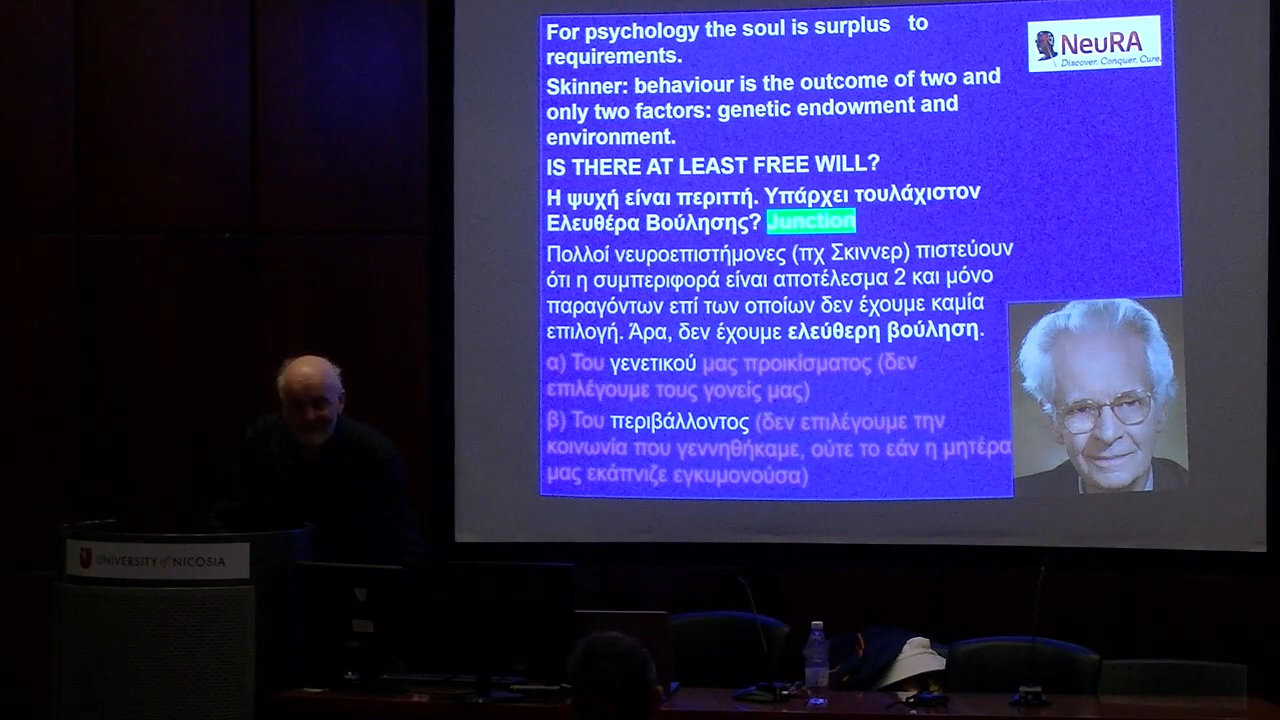 For psychology the soul is surplus to
requirements.
Skinner: behaviour is the outcome of two and
only two factors: genetic endowment and
environment.
IS THERE AT LEAST FREE WILL?
Η ψυχή είναι περιττή. Υπάρχει τουλάχιστον
Ελευθέρα Βούλησης? Junction
Πολλοί νευροεπιστήμονες (πχ Σκιννερ) πιστεύουν
ότι η συμπεριφορά είναι αποτέλεσμα 2 και μόνο
παραγόντων επί των οποίων δεν έχουμε καμία
επιλογή. Άρα, δεν έχουμε ελεύθερη βούληση.
α) Του γενετικού μας προικίσματος (δεν
επιλέγουμε τους γονείς μας)
β) Του περιβάλλοντος (δεν επιλέγουμε την
κοινωνία που γεννηθήκαμε, ούτε το εάν η μητέρα
μας εκάπνιζε εγκυμονούσα)
NeuRA
Discover. Conquer. Cure.
UNIVERSITY of NICOSIA